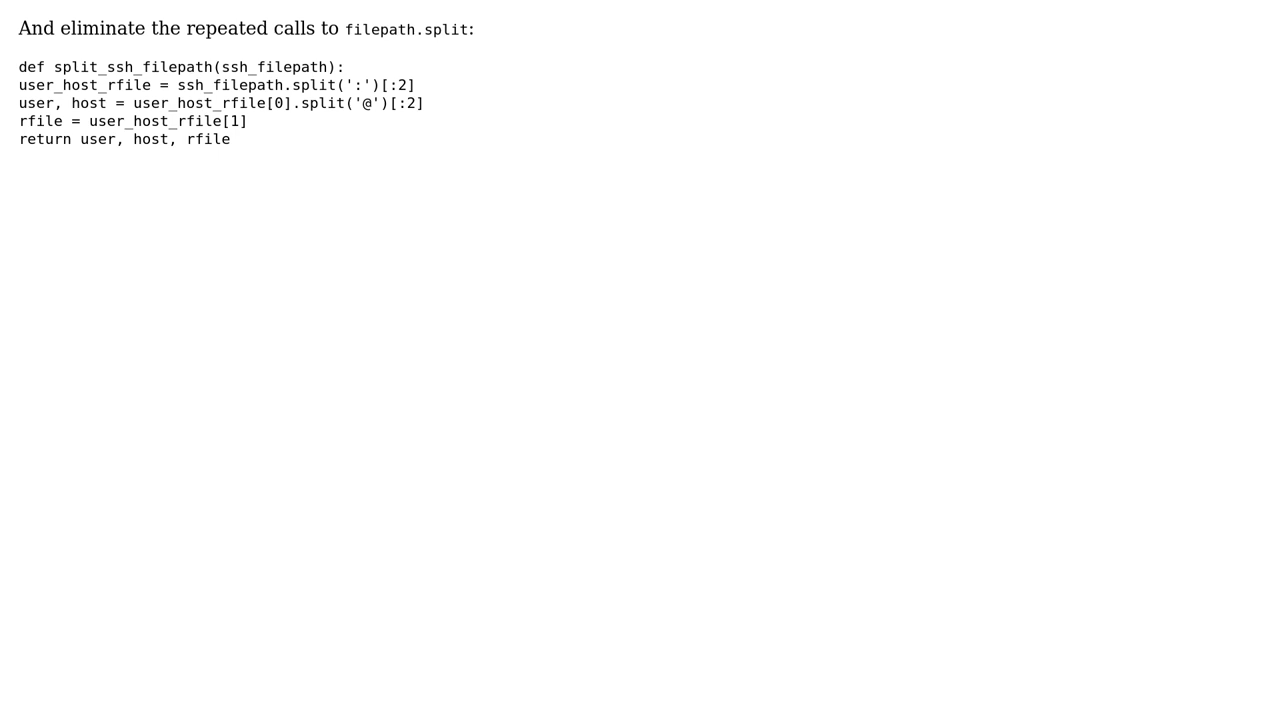 And eliminate the repeated calls to filepath.split:
def split_ssh_filepath(ssh_filepath):
user_host_rfile = ssh_filepath.split(':')[:2]
user, host = user_host_rfile[0].split('@')[:2]
rfile = user_host_rfile[1]
return user, host, rfile